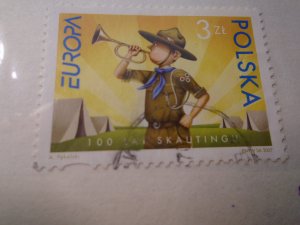 EUROPA
3 ZŁ
POLSKA
100 LAT SKAUTINGU